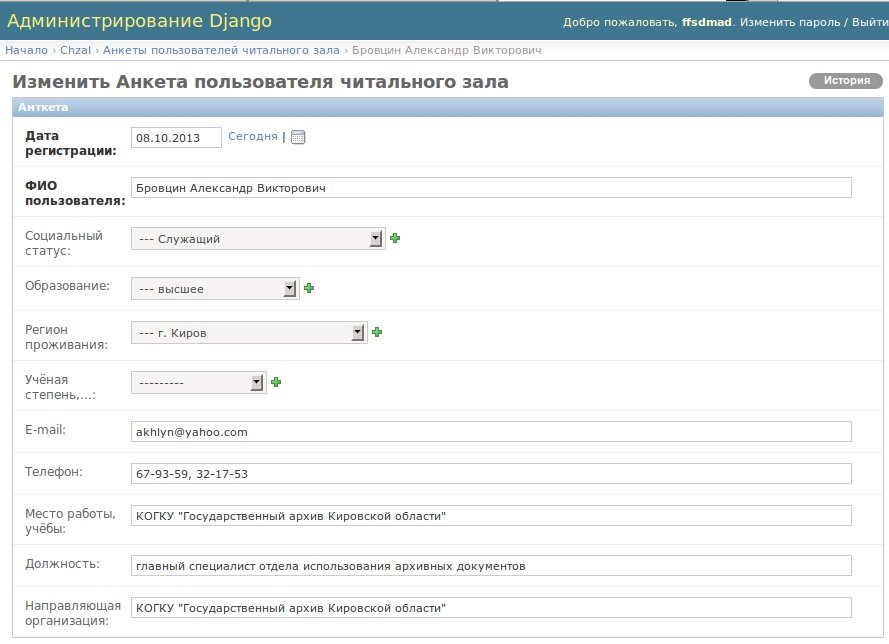 Администрирование Django
Добро пожаловать, ffsdmad. Изменить пароль / Выйти
Начало › Chzal › Анкеты пользователей читального зала › Бровцин Александр Викторович
Изменить Анкета пользователя читального зала
История
Анткета
Дата
регистрации:
08.10.2013 Сегодня |
ФИО
пользователя:
Бровцин Александр Викторович
Социальный
статус:
--- Служащий
Образование:
--- высшее
Регион
проживания:
--- г. Киров
Учёная
степень,...:
---------
E-mail:
akhlyn@yahoo.com
Телефон:
67-93-59, 32-17-53
Место работы,
учёбы:
КОГКУ "Государственный архив Кировской области"
Должность:
главный специалист отдела использования архивных документов
Направляющая
организация:
КОГКУ "Государственный архив Кировской области"